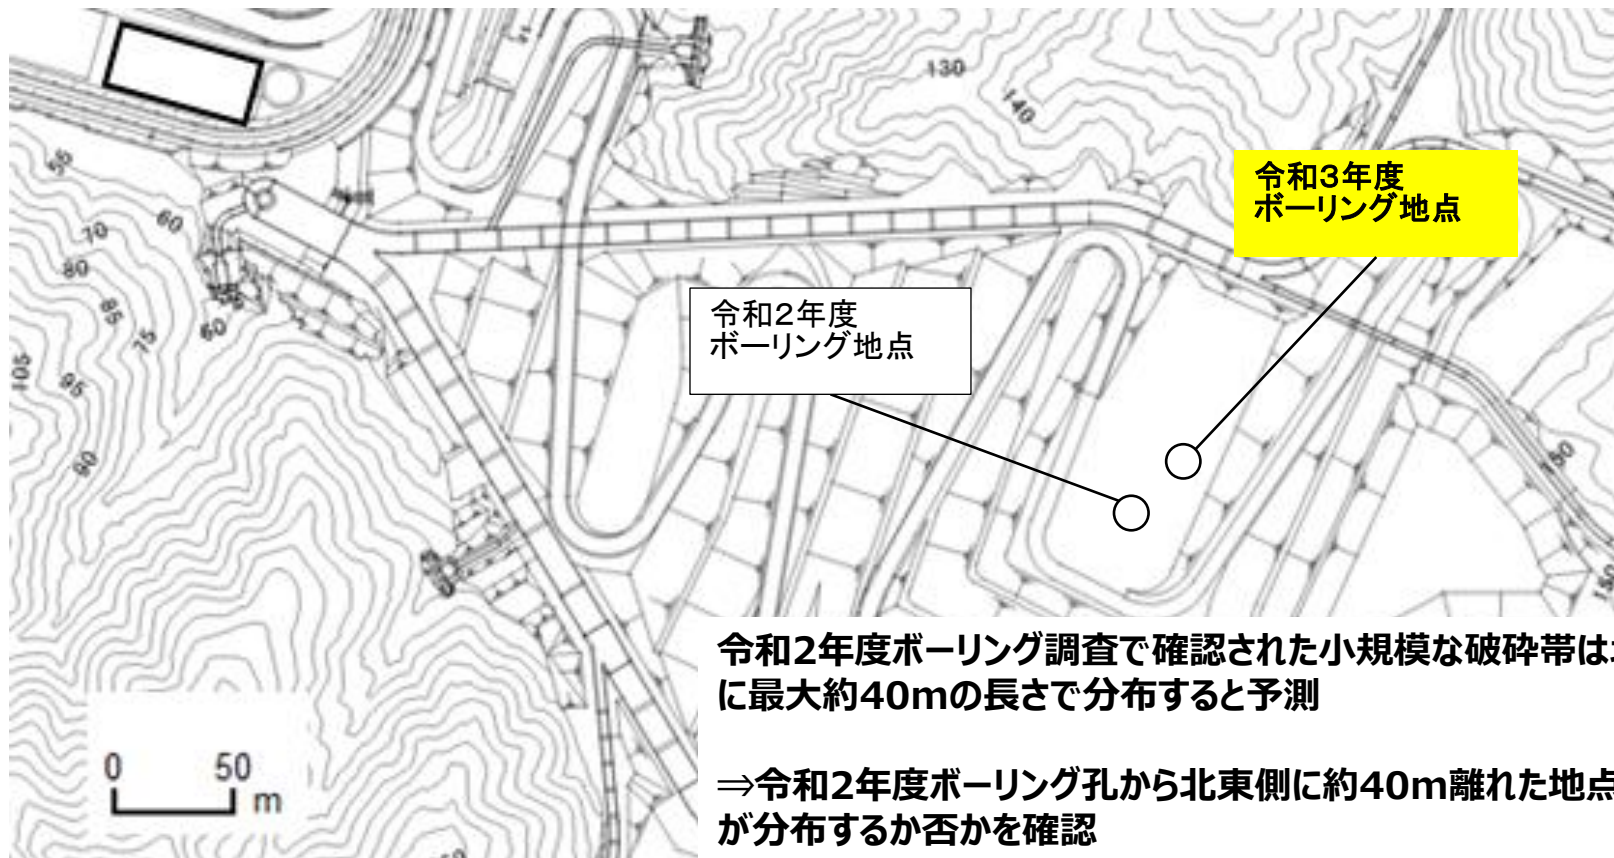 130
140
令和3年度
ボーリング地点
55
60
70
80
85
75
60
105
95
90
令和2年度
ボーリング地点
150
150
令和2年度ボーリング調査で確認された小規模な破砕帯は
に最大約40mの長さで分布すると予測
⇒令和2年度ボーリング孔から北東側に約40m離れた地点
が分布するか否かを確認
0 50 m